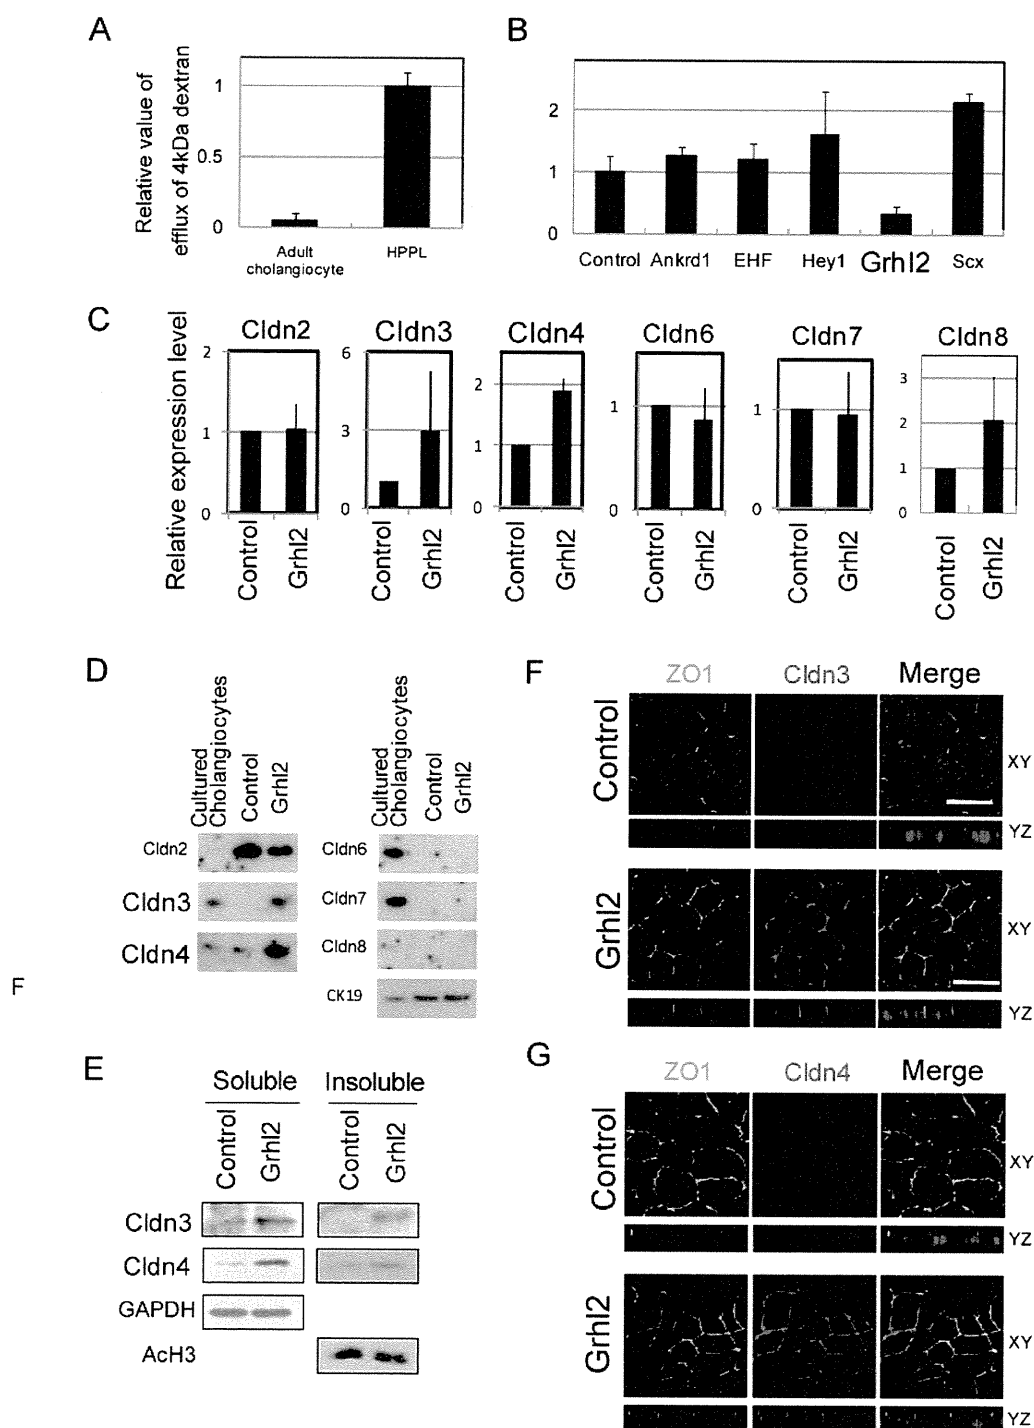 A
Relative value of
efflux of 4kDa dextran
1
0.5
0
Adult
cholangiocyte
HPPL
B
2
1
0
Control Ankrd1 EHF Hey1 Grhl2 Scx
C
Relative expression level
Cldn2
2
1
0
Control
Grhl2
Cldn3
6
3
0
Control
Grhl2
Cldn4
2
1
0
Control
Grhl2
Cldn6
1
0
Control
Grhl2
Cldn7
1
0
Control
Grhl2
Cldn8
3
2
1
0
Control
Grhl2
D
Cultured
Cholangiocytes
Control
Grhl2
Cldn2
Cldn3
Cldn4
Cultured
Cholangiocytes
Control
Grhl2
Cldn6
Cldn7
Cldn8
CK19
F
E
Soluble
Insoluble
Control
Grhl2
Control
Grhl2
Cldn3
Cldn4
GAPDH
AcH3
F
ZO1 Cldn3 Merge
Control
XY
YZ
Grhl2
XY
YZ
G
ZO1 Cldn4 Merge
Control
XY
YZ
Grhl2
XY
YZ